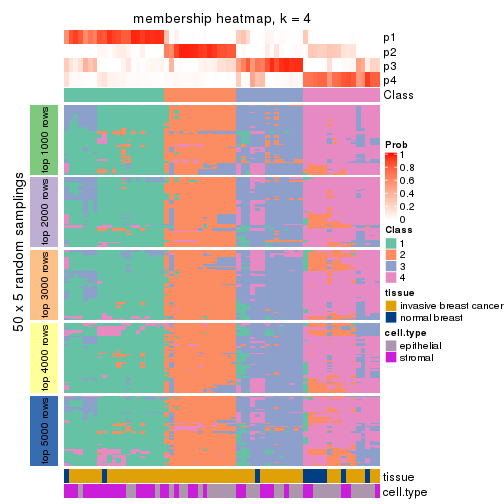 membership heatmap, k = 4
p1
p2
p3
p4
Class
50 x 5 random samplings
top 1000 rows
top 2000 rows
top 3000 rows
top 4000 rows
top 5000 rows
Prob
1
0.8
0.6
0.4
0.2
0
Class
1
2
3
4
tissue
invasive breast cancer
normal breast
cell.type
epithelial
stromal
tissue
cell.type